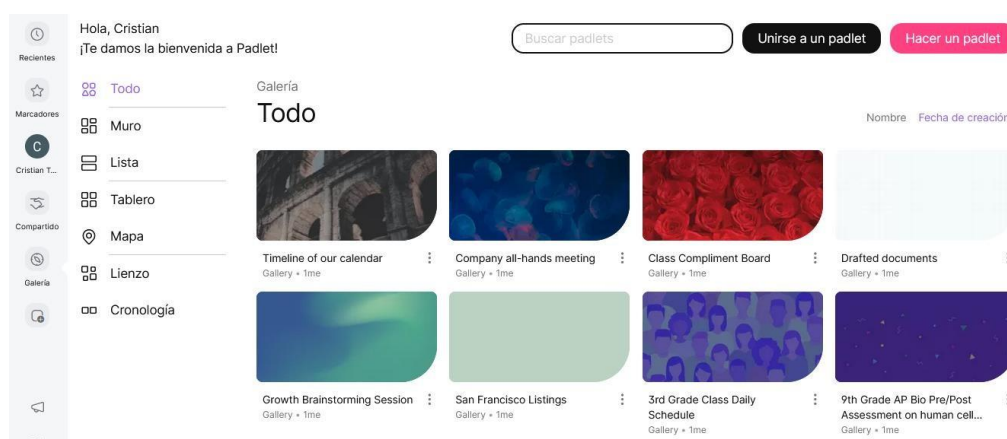 Hola, Cristian
¡Te damos la bienvenida a Padlet!
Buscar padlets
Unirse a un padlet
Hacer un padlet
Recientes
Marcadores
C
Cristian T...
Compartido
Galería
Todo
Muro
Lista
Tablero
Mapa
Lienzo
Cronología
Galería
Todo
Nombre
Fecha de creación
Timeline of our calendar
Gallery • 1me
Company all-hands meeting
Gallery • 1me
Class Compliment Board
Gallery • 1me
Drafted documents
Gallery • 1me
Growth Brainstorming Session
Gallery • 1me
San Francisco Listings
Gallery • 1me
3rd Grade Class Daily
Schedule
Gallery • 1me
9th Grade AP Bio Pre/Post
Assessment on human cell...
Gallery • 1me